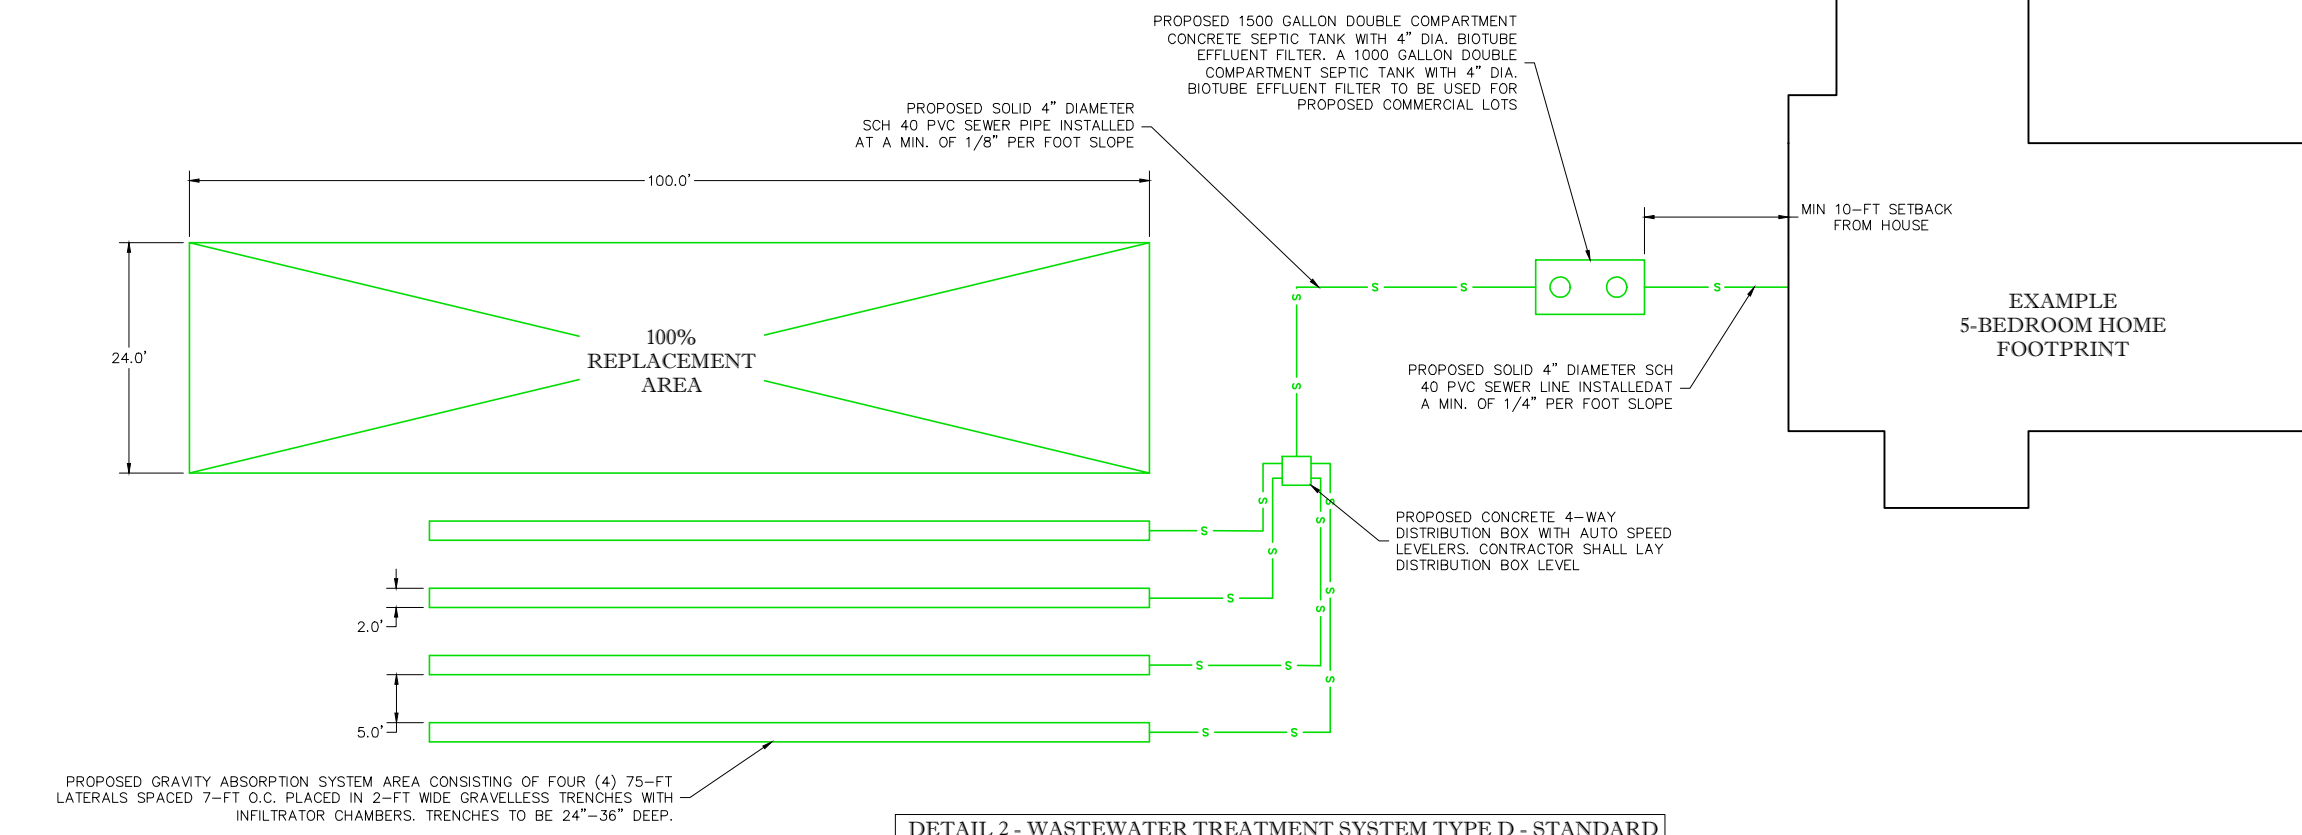 PROPOSED 1500 GALLON DOUBLE COMPARTMENT
CONCRETE SEPTIC TANK WITH 4" DIA. BIOTUBE
EFFLUENT FILTER. A 1000 GALLON DOUBLE
COMPARTMENT SEPTIC TANK WITH 4" DIA.
BIOTUBE EFFLUENT FILTER TO BE USED FOR
PROPOSED COMMERCIAL LOTS
PROPOSED SOLID 4" DIAMETER
SCH 40 PVC SEWER PIPE INSTALLED
AT A MIN. OF 1/8" PER FOOT SLOPE
100.0'
MIN 10-FT SETBACK
FROM HOUSE
24.0'
100%
REPLACEMENT
AREA
S
S
S
S
S
EXAMPLE
5-BEDROOM HOME
FOOTPRINT
PROPOSED SOLID 4" DIAMETER SCH
40 PVC SEWER LINE INSTALLEDAT
A MIN. OF 1/4" PER FOOT SLOPE
PROPOSED CONCRETE 4-WAY
DISTRIBUTION BOX WITH AUTO SPEED
LEVELERS. CONTRACTOR SHALL LAY
DISTRIBUTION BOX LEVEL
S
S
S
S
S
S
S
S
S
S
S
S
S
S
2.0'
5.0'
PROPOSED GRAVITY ABSORPTION SYSTEM AREA CONSISTING OF FOUR (4) 75-FT
LATERALS SPACED 7-FT O.C. PLACED IN 2-FT WIDE GRAVELLESS TRENCHES WITH
INFILTRATOR CHAMBERS. TRENCHES TO BE 24"-36" DEEP.
DETAIL 2 - WASTEWATER TREATMENT SYSTEM TYPE D - STANDARD